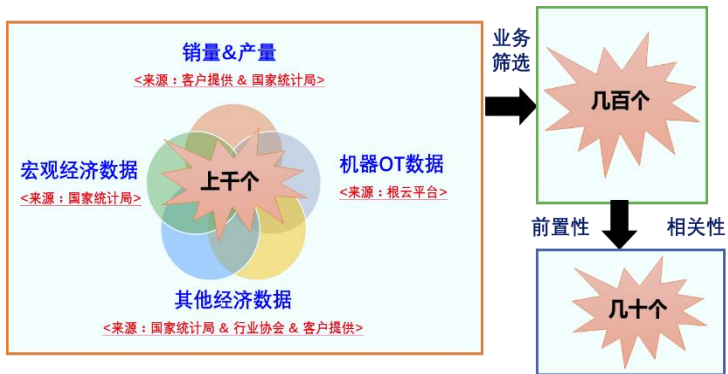 销量&产量
<来源：客户提供 & 国家统计局>
宏观经济数据
<来源：国家统计局>
上千个
机器OT数据
<来源：根云平台>
其他经济数据
<来源：国家统计局 & 行业协会 & 客户提供>
业务
筛选
几百个
前置性
相关性
几十个